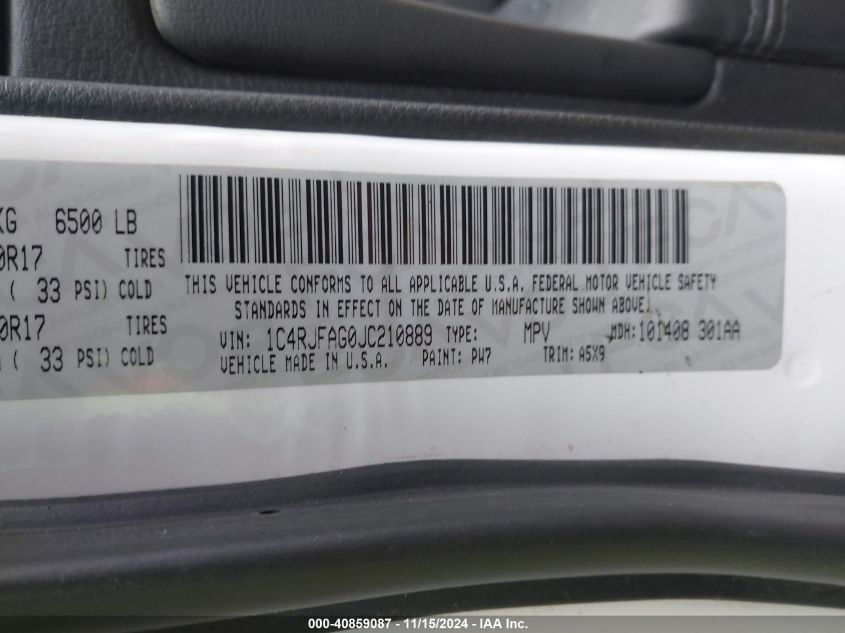 KG 6500 LB
0R17 TIRES
( 33 PSI) COLD
0R17 TIRES
( 33 PSI) COLD
THIS VEHICLE CONFORMS TO ALL APPLICABLE U.S.A. FEDERAL MOTOR VEHICLE SAFETY
STANDARDS IN EFFECT ON THE DATE OF MANUFACTURE SHOWN ABOVE.
VIN: 1C4RJFAG0JC210889 TYPE: MPV MDH: 101408 301AA
VEHICLE MADE IN U.S.A. PAINT: PW7 TRIM: A5X9
000-40859087 - 11/15/2024 - IAA Inc.